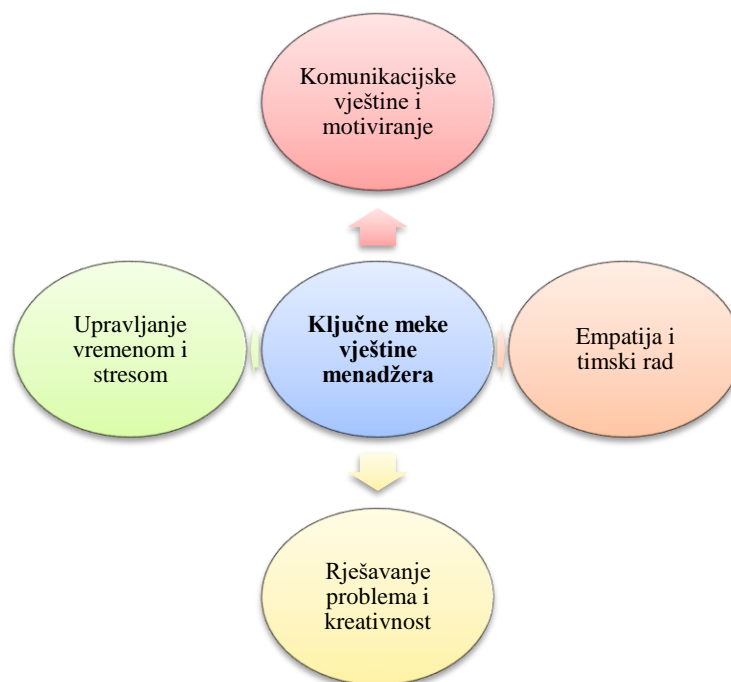 Komunikacijske
vještine i
motiviranje
Upravljanje
vremenom i
stresom
Ključne meke
vještine
menadžera
Empatija i
timski rad
Rješavanje
problema i
kreativnost